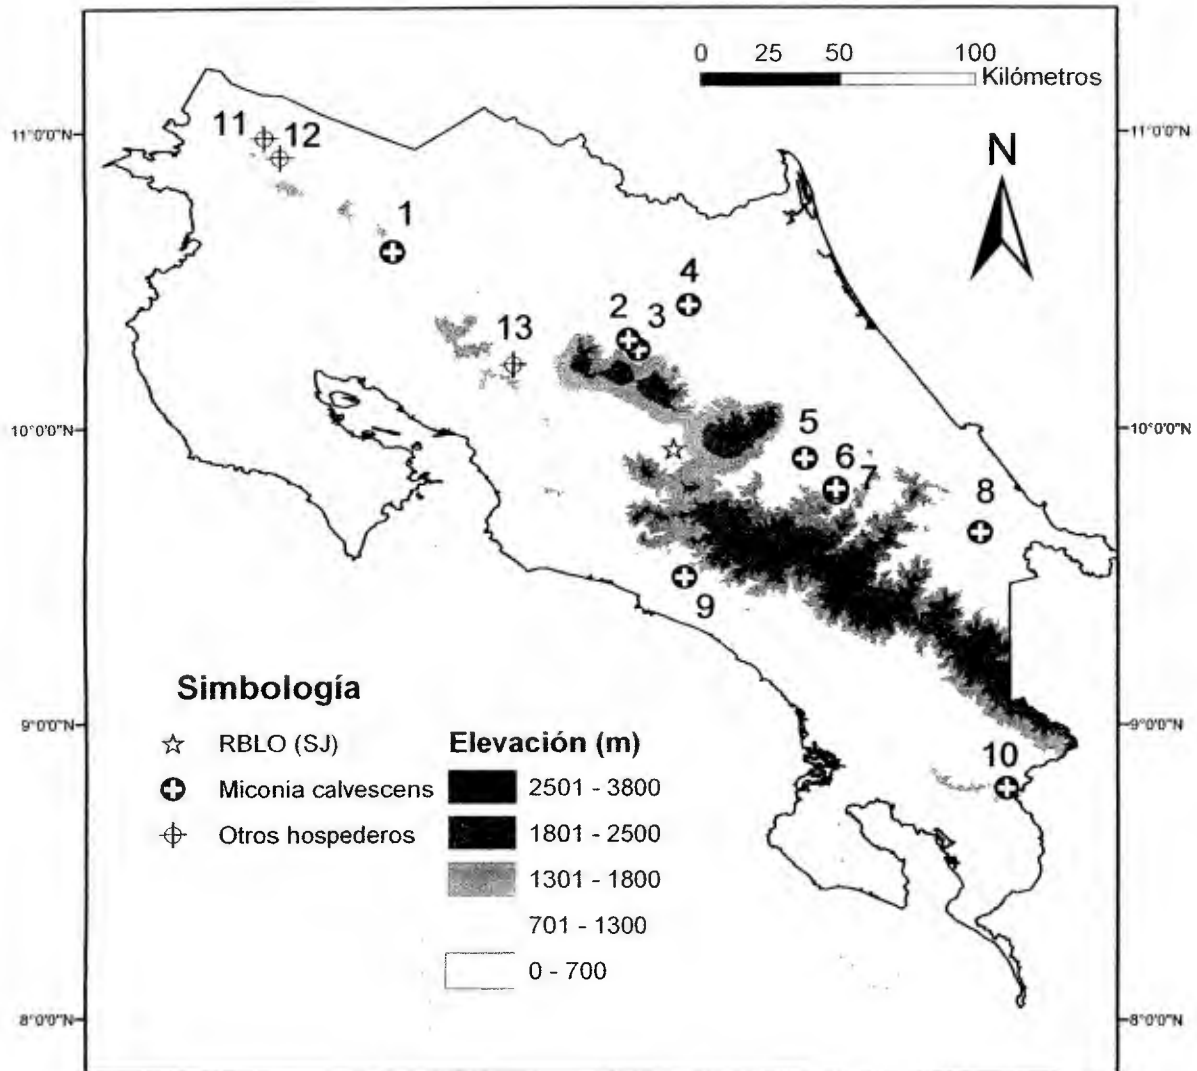 0 25 50 100
Kilómetros
N
11°0'0"N
11°0'0"N
11 12
1
4
2 3
13
10°0'0"N
10°0'0"N
5
6
7
8
9
Simbología
RBLO (SJ)
Miconia calvescens
Otros hospederos
Elevación (m)
2501 - 3800
1801 - 2500
1301 - 1800
701 - 1300
0 - 700
9°0'0"N
9°0'0"N
10
8°0'0"N
8°0'0"N